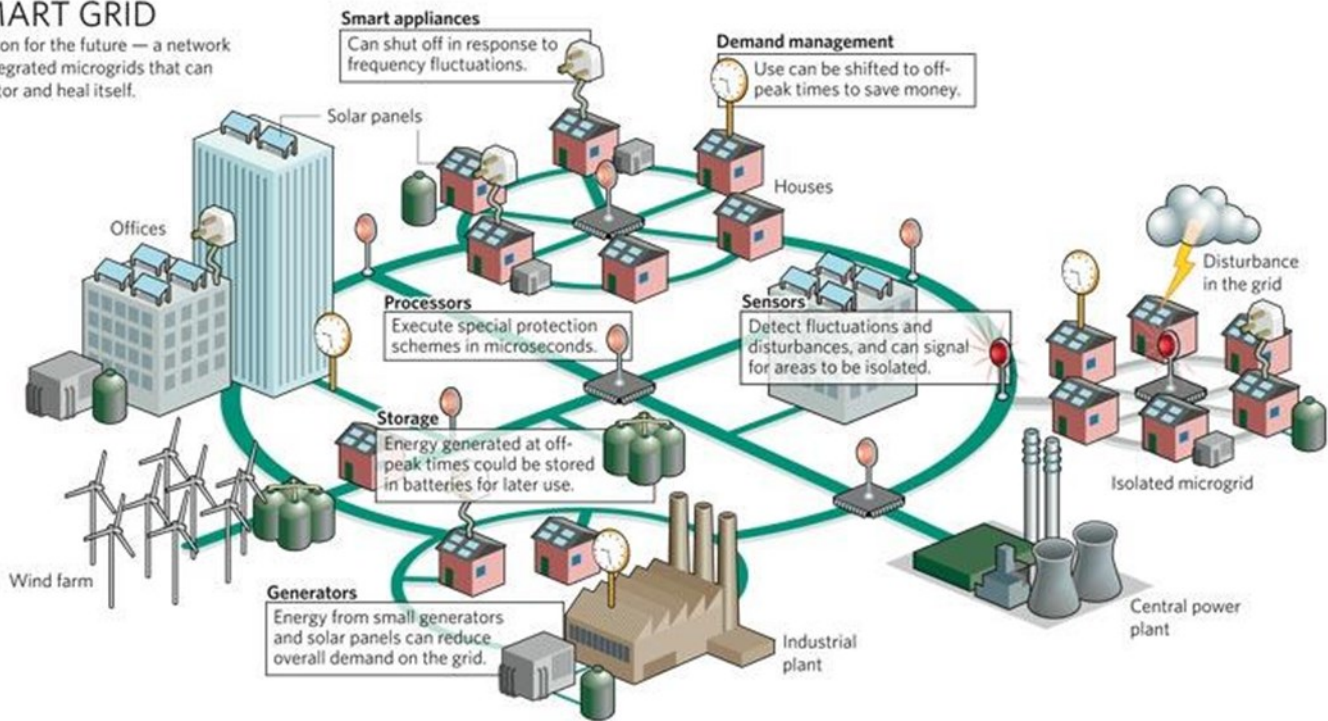 MART GRID
on for the future — a network
egrated microgrids that can
tor and heal itself.
Smart appliances
Can shut off in response to
frequency fluctuations.
Demand management
Use can be shifted to off-
peak times to save money.
Solar panels
Houses
Offices
Disturbance
in the grid
Processors
Execute special protection
schemes in microseconds.
Sensors
Detect fluctuations and
disturbances, and can signal
for areas to be isolated.
Storage
Energy generated at off-
peak times could be stored
in batteries for later use.
Isolated microgrid
Wind farm
Generators
Energy from small generators
and solar panels can reduce
overall demand on the grid.
Industrial
plant
Central power
plant